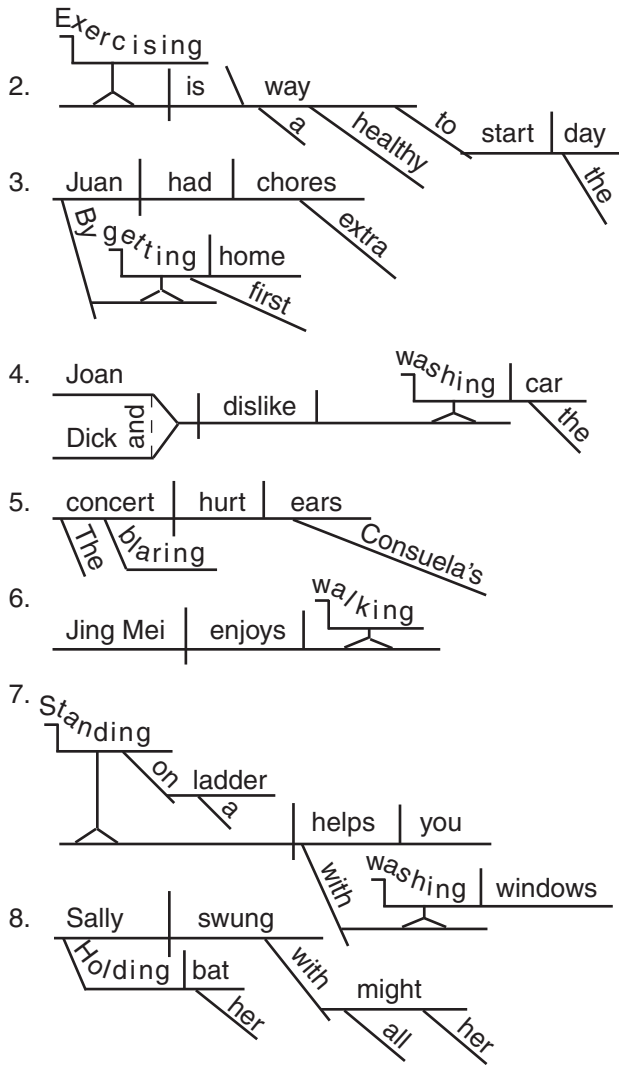 Exercising
2. is way
a healthy to start day
the
3. Juan had chores
By getting home extra
first
4. Joan washing car
and dislike the
Dick
5. concert hurt ears
The blaring Consuela's
6. walking
Jing Mei enjoys
7. Standing
on ladder
a
helps you
with washing windows
8. Sally swung
Holding bat with might
her all her